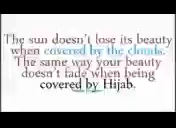 The sun doesn't lose its beauty
when covered by the clouds.
The same way your beauty
doesn't fade when being
covered by Hijab.